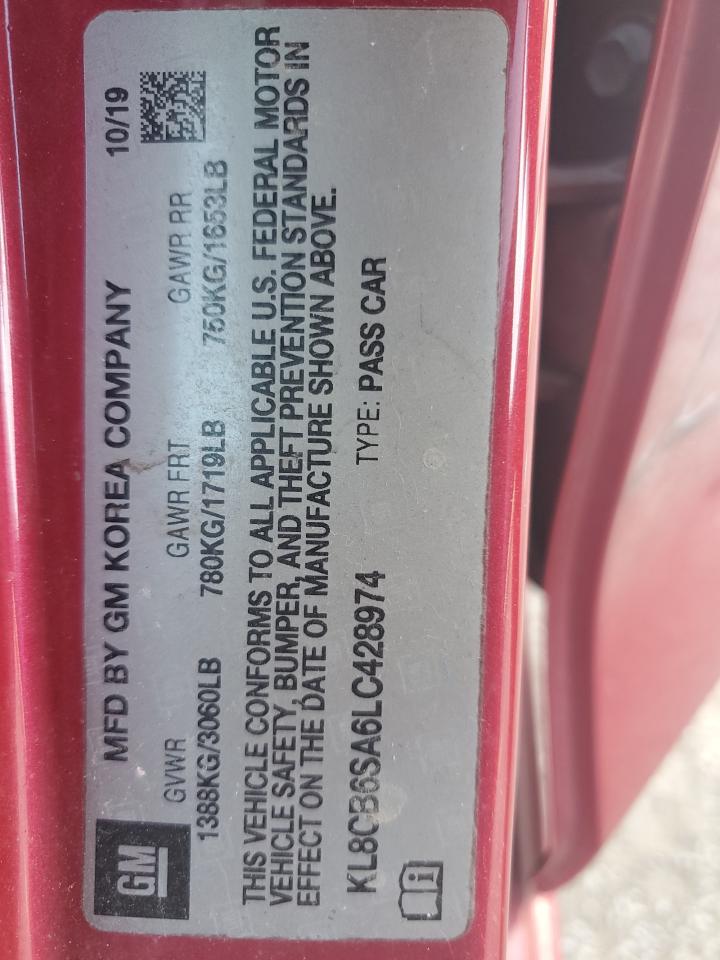 GM
MFD BY GM KOREA COMPANY 10/19
GVWR GAWR FRT GAWR RR
1388KG/3060LB 780KG/1719LB 750KG/1653LB
THIS VEHICLE CONFORMS TO ALL APPLICABLE U.S. FEDERAL MOTOR
VEHICLE SAFETY, BUMPER, AND THEFT PREVENTION STANDARDS IN
EFFECT ON THE DATE OF MANUFACTURE SHOWN ABOVE.
KL8CB6SA6LC428974 TYPE: PASS CAR